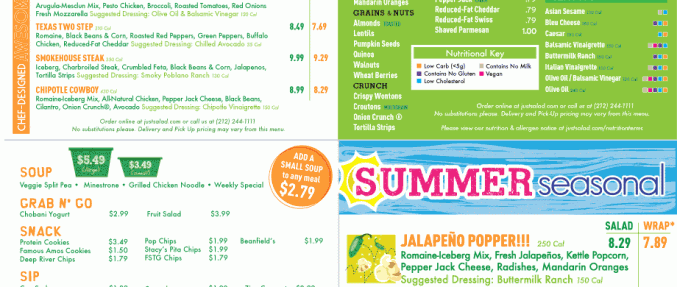 CHEF-DESIGNED AWESOME
Arugula-Mesclun Mix, Pesto Chicken, Broccoli, Roasted Tomatoes, Red Onions
Fresh Mozzarella Suggested Dressing: Olive Oil & Balsamic Vinegar
TEXAS TWO STEP 8.49 7.69
Romaine, Black Beans & Corn, Roasted Red Peppers, Green Peppers, Buffalo
Chicken, Reduced-Fat Cheddar Suggested Dressing: Chilled Avocado
SMOKEHOUSE STEAK 9.99 9.29
Iceberg, Charbroiled Steak, Crumbled Feta, Black Beans & Corn, Jalapenos,
Tortilla Strips Suggested Dressing: Smoky Poblano Ranch
CHIPOTLE COWBOY 8.99 8.29
Romaine-Iceberg Mix, All-Natural Chicken, Pepper Jack Cheese, Black Beans,
Cilantro, Onion Crunch®, Avocado Suggested Dressing: Chipotle Vinaigrette
Order online at justsalad.com or call us at (212) 244-1111
No substitutions please. Delivery and Pick Up pricing may vary from this menu.
Mandarin Oranges
GRAINS & NUTS
Almonds
Lentils
Pumpkin Seeds
Quinoa
Walnuts
Wheat Berries
CRUNCH
Crispy Wontons
Croutons
Onion Crunch ®
Tortilla Strips
Reduced-Fat Cheddar .79
Reduced-Fat Swiss .79
Shaved Parmesan 1.00
Nutritional Key
Low Carb (<5g)
Contains No Milk
Contains No Gluten
Vegan
Low Cholesterol
Asian Sesame
Bleu Cheese
Caesar
Balsamic Vinaigrette
Buttermilk Ranch
Italian Vinaigrette
Olive Oil / Balsamic Vinegar
Olive Oil
Order online at justsalad.com or call us at (212) 244-1111
No substitutions please. Delivery and Pick Up pricing may vary from this menu.
Please view our nutrition & allergen notice at justsalad.com/nutritionterms
$5.49
$3.49
ADD A
SMALL SOUP
to any meal
$2.79
SOUP
Veggie Split Pea • Minestrone • Grilled Chicken Noodle • Weekly Special
GRAB N' GO
Chobani Yogurt $2.99 Fruit Salad $3.99
SNACK
Protein Cookies $3.49 Pop Chips $1.99 Beanfield's $1.99
Famous Amos Cookies $1.50 Stacy's Pita Chips $1.99
Deep River Chips $1.79 FSTG Chips $1.79
SIP
SUMMER seasonal
SALAD WRAP*
JALAPEÑO POPPER!!! 250 Cal 8.29 7.89
Romaine-Iceberg Mix, Fresh Jalapeños, Kettle Popcorn,
Pepper Jack Cheese, Radishes, Mandarin Oranges
Suggested Dressing: Buttermilk Ranch 150 Cal